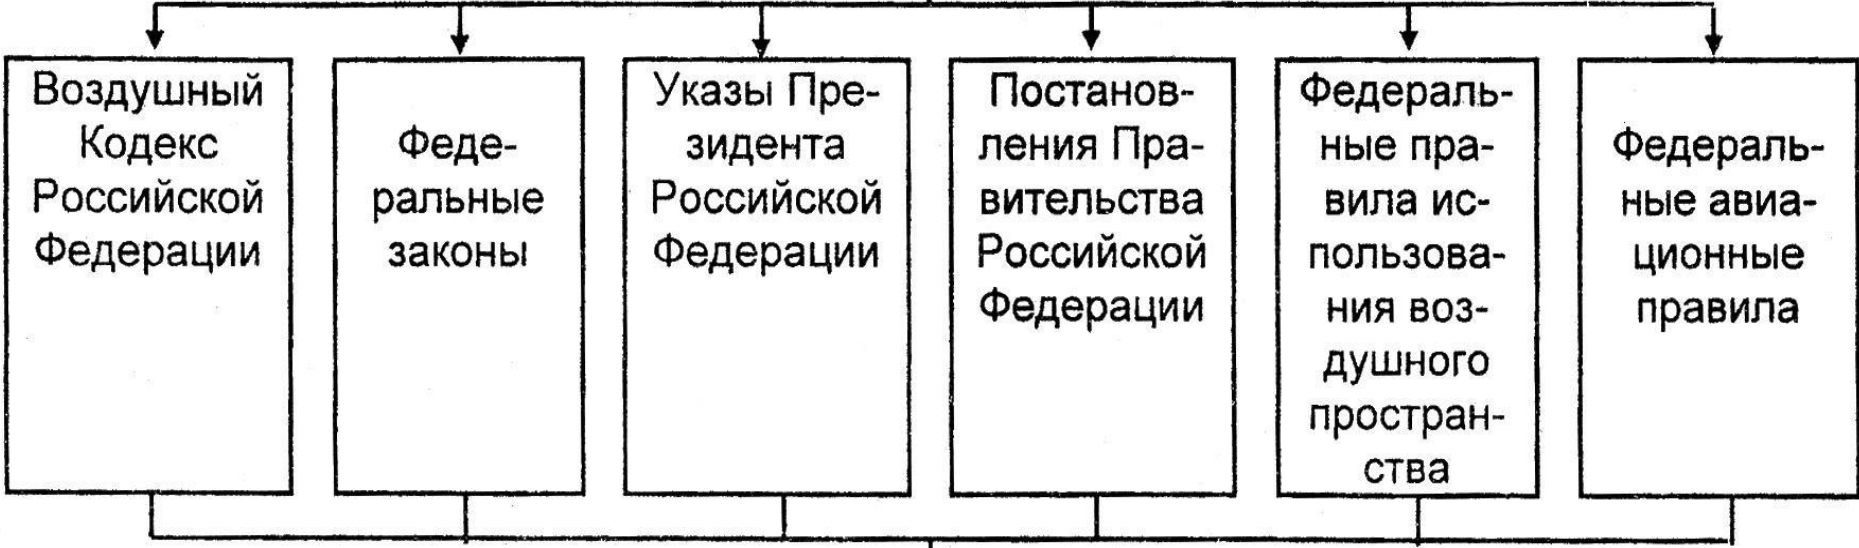 Воздушный
Кодекс
Российской
Федерации
Феде-
ральные
законы
Указы Пре-
зидента
Российской
Федерации
Постанов-
ления Пра-
вительства
Российской
Федерации
Федераль-
ные пра-
вила ис-
пользова-
ния воз-
душного
простран-
ства
Федераль-
ные авиа-
ционные
правила